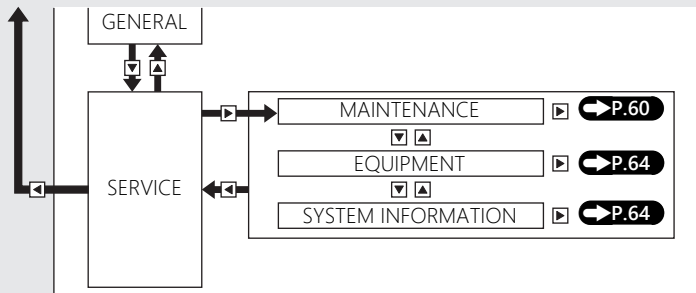 GENERAL
MAINTENANCE P.60
EQUIPMENT P.64
SERVICE
SYSTEM INFORMATION P.64